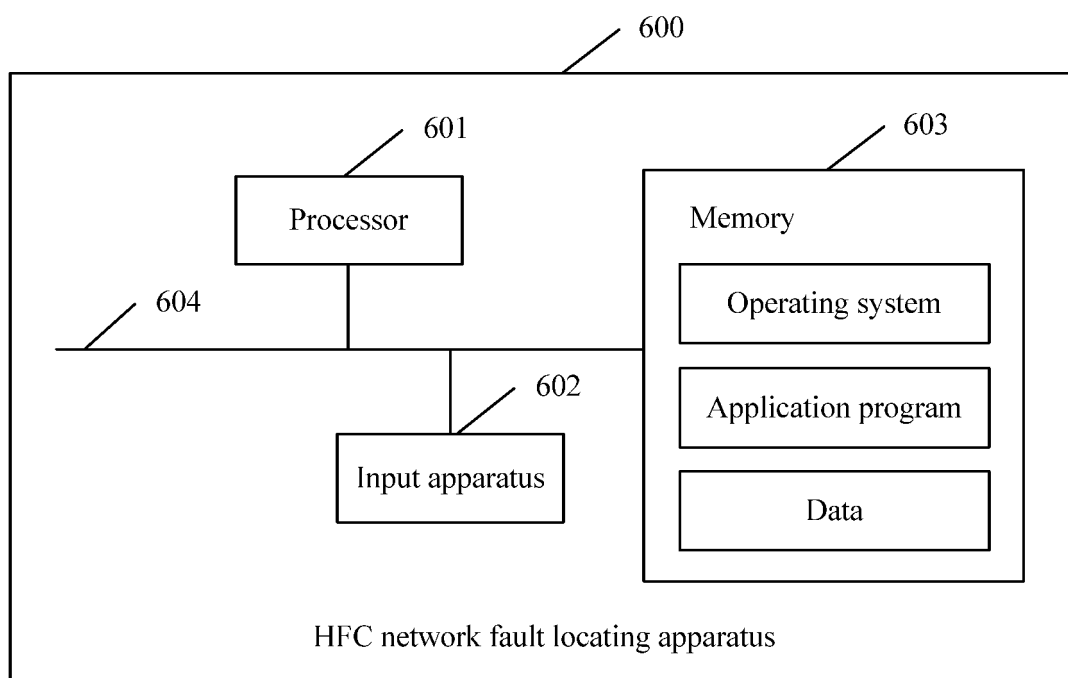 600
601
603
Processor
Memory
604
Operating system
602
Application program
Input apparatus
Data
HFC network fault locating apparatus